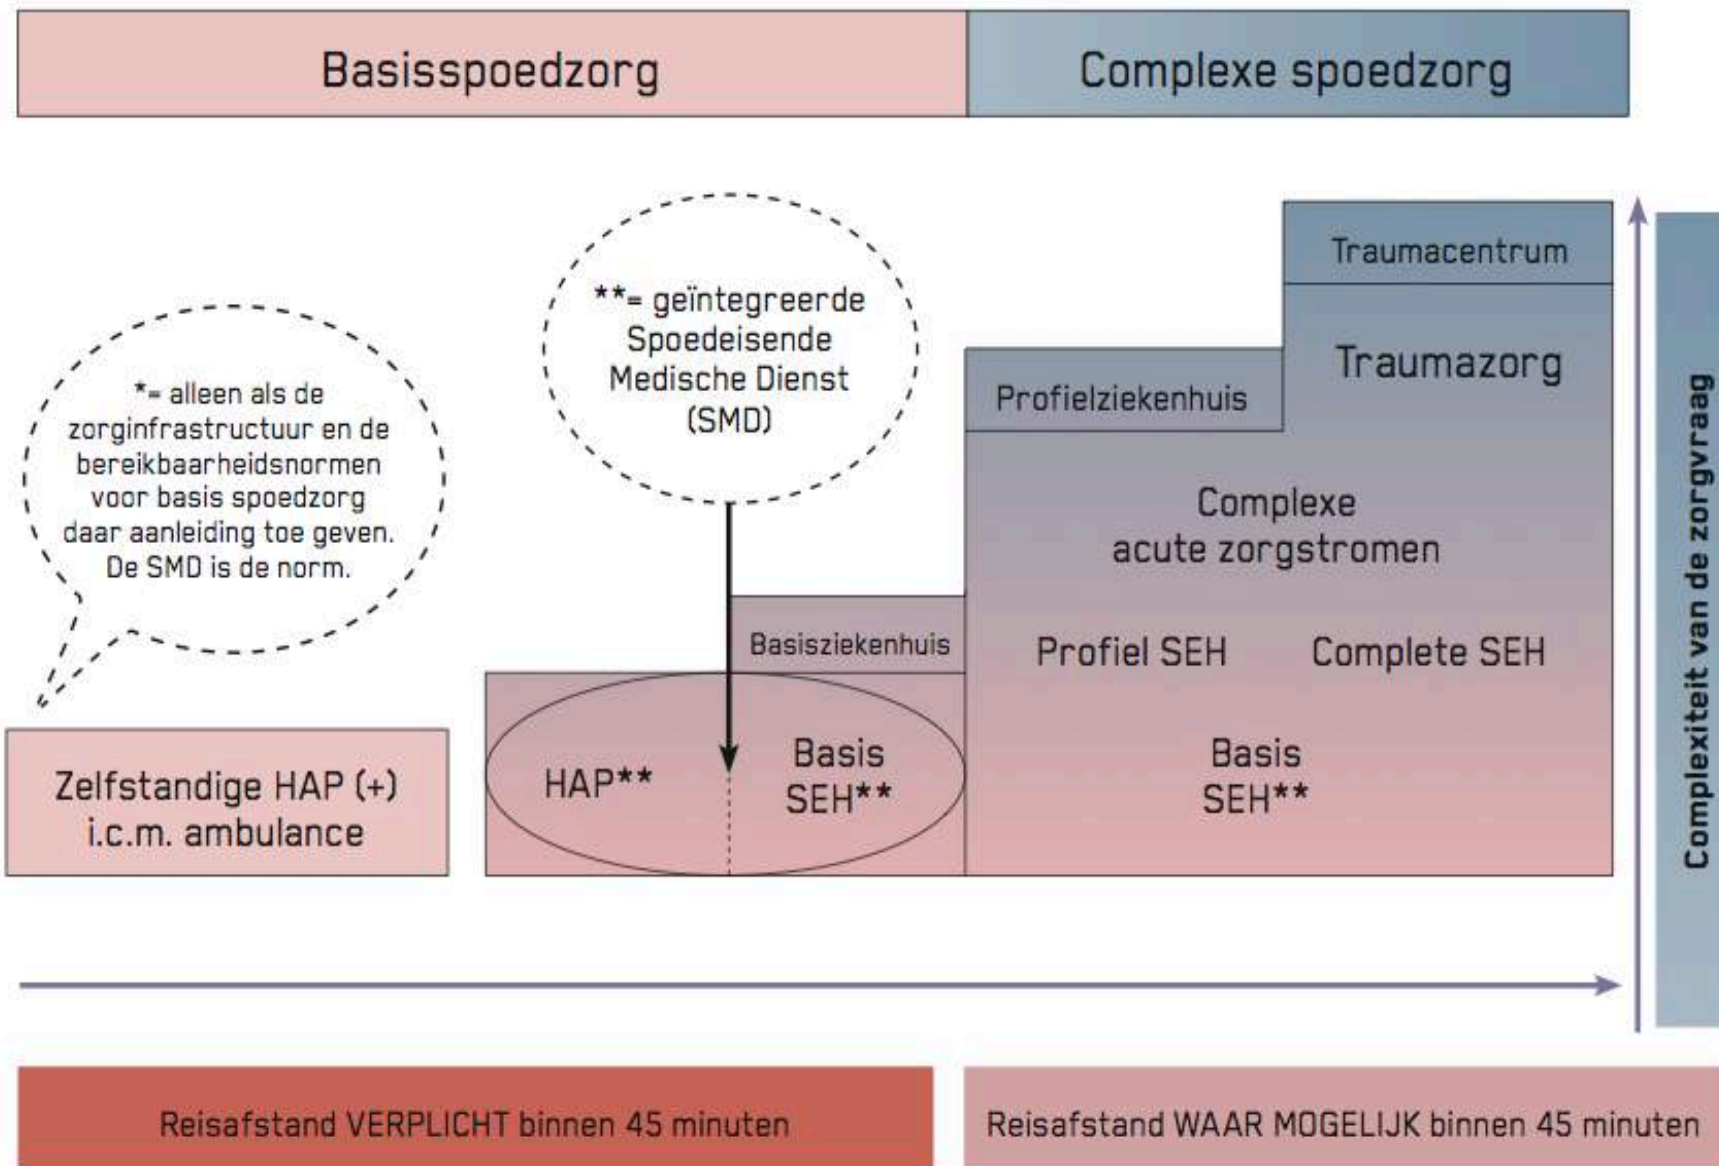 Basisspoedzorg
Complexe spoedzorg
*= alleen als de
zorginfrastructuur en de
bereikbaarheidsnormen
voor basis spoedzorg
daar aanleiding toe geven.
De SMD is de norm.
**= geïntegreerde
Spoedeisende
Medische Dienst
(SMD)
Traumacentrum
Traumazorg
Profielziekenhuis
Complexe
acute zorgstromen
Basisziekenhuis
Profiel SEH
Complete SEH
Zelfstandige HAP (+)
i.c.m. ambulance
HAP**
Basis
SEH**
Basis
SEH**
Complexiteit van de zorgvraag
Reisafstand VERPLICHT binnen 45 minuten
Reisafstand WAAR MOGELIJK binnen 45 minuten